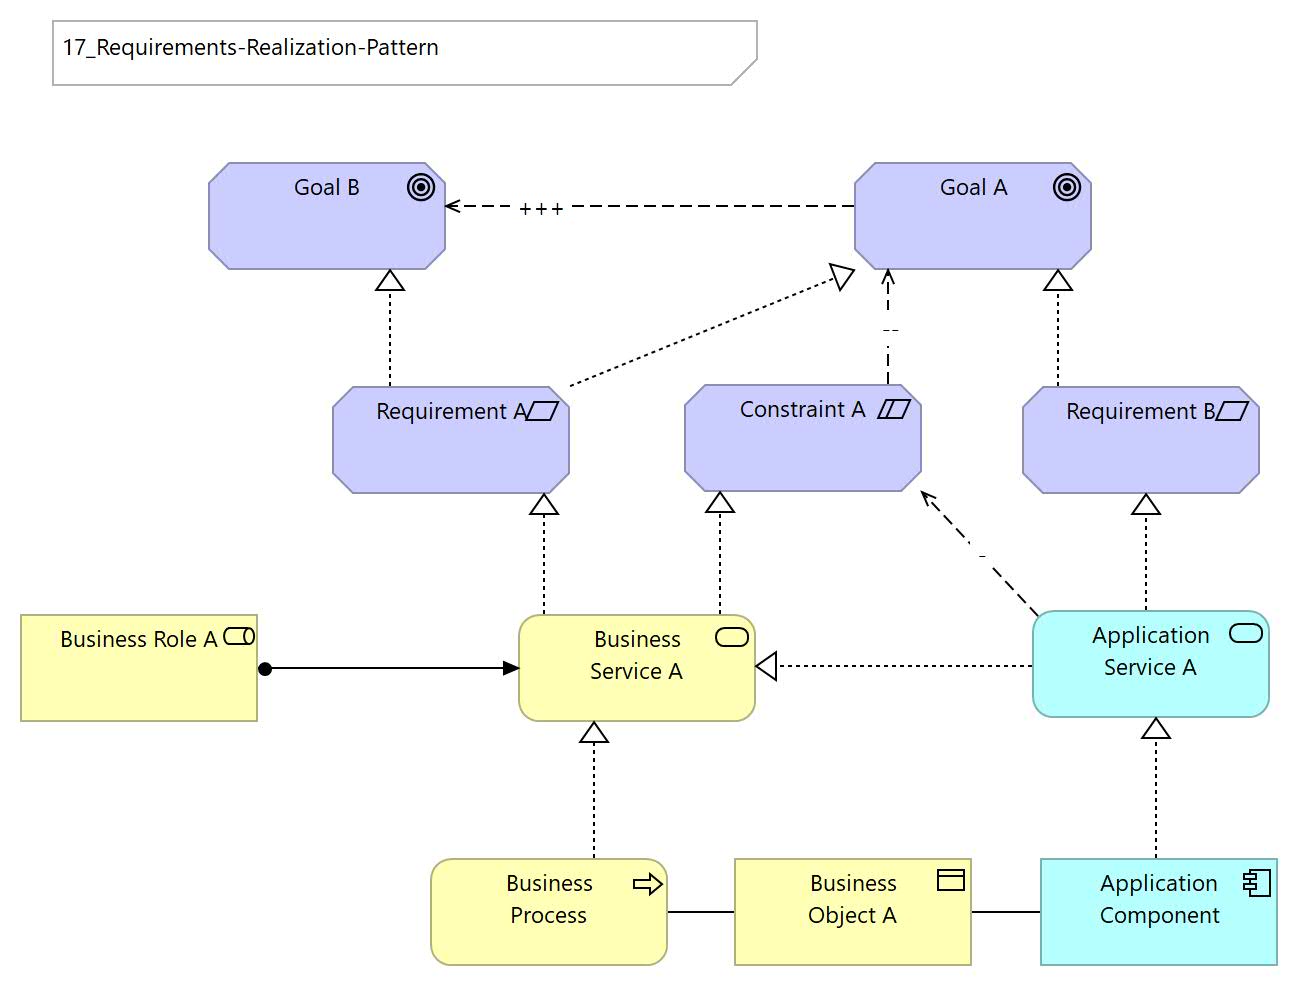 17_Requirements-Realization-Pattern
Goal B
Goal A
+++
--
Requirement A
Constraint A
Requirement B
-
Business Role A
Business
Service A
Application
Service A
Business
Process
Business
Object A
Application
Component